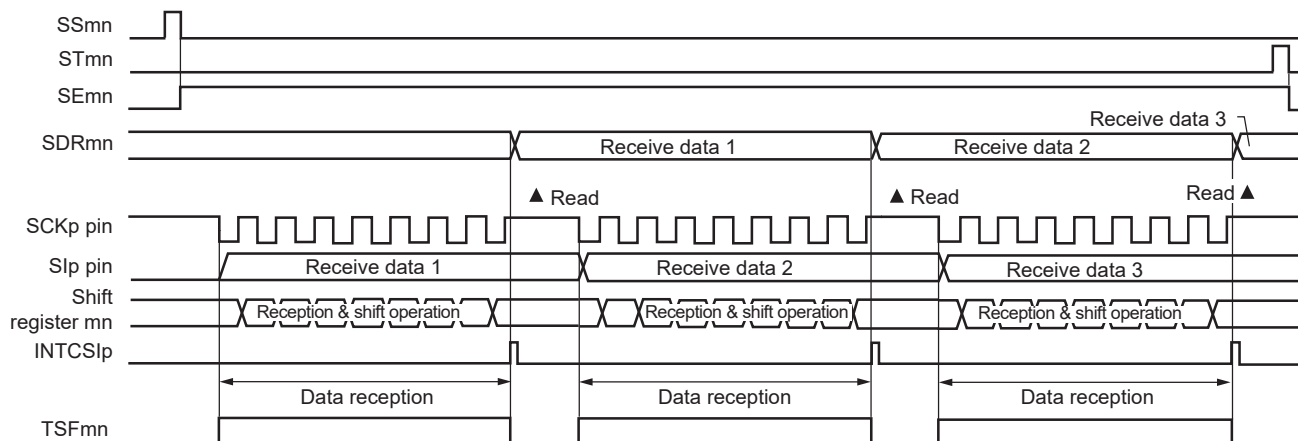 SSmn
STmn
SEmn
Receive data 3
SDRmn Receive data 1 Receive data 2
▲ Read ▲ Read Read ▲
SCKp pin
SIp pin Receive data 1 Receive data 2 Receive data 3
Shift
register mn Reception & shift operation Reception & shift operation Reception & shift operation
INTCSIp
Data reception Data reception Data reception
TSFmn